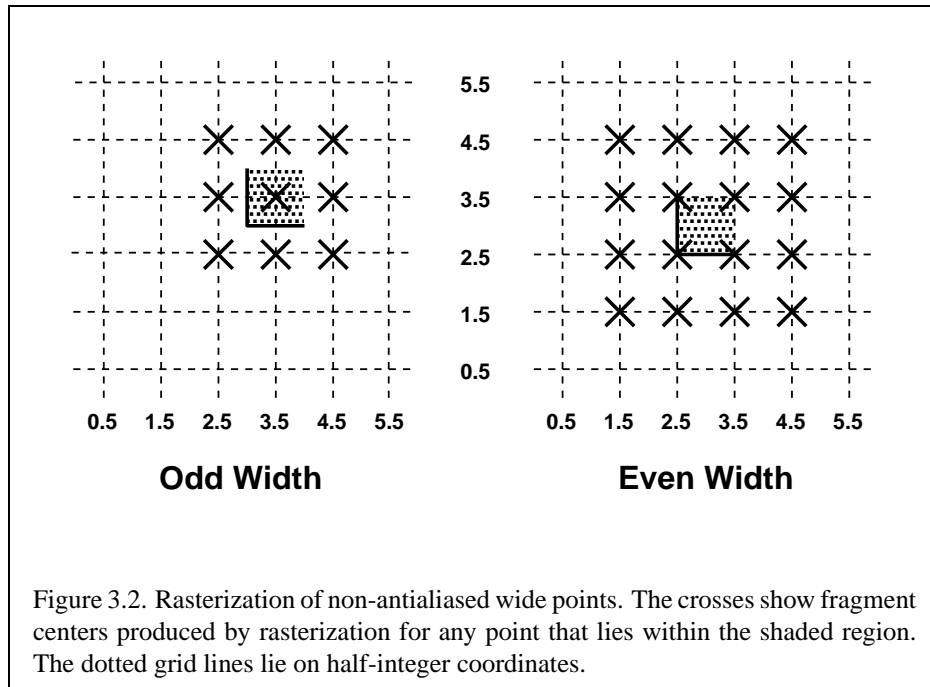 5.5
4.5
3.5
2.5
1.5
0.5
0.5 1.5 2.5 3.5 4.5 5.5 0.5 1.5 2.5 3.5 4.5 5.5
Odd Width Even Width
Figure 3.2. Rasterization of non-antialiased wide points. The crosses show fragment
centers produced by rasterization for any point that lies within the shaded region.
The dotted grid lines lie on half-integer coordinates.